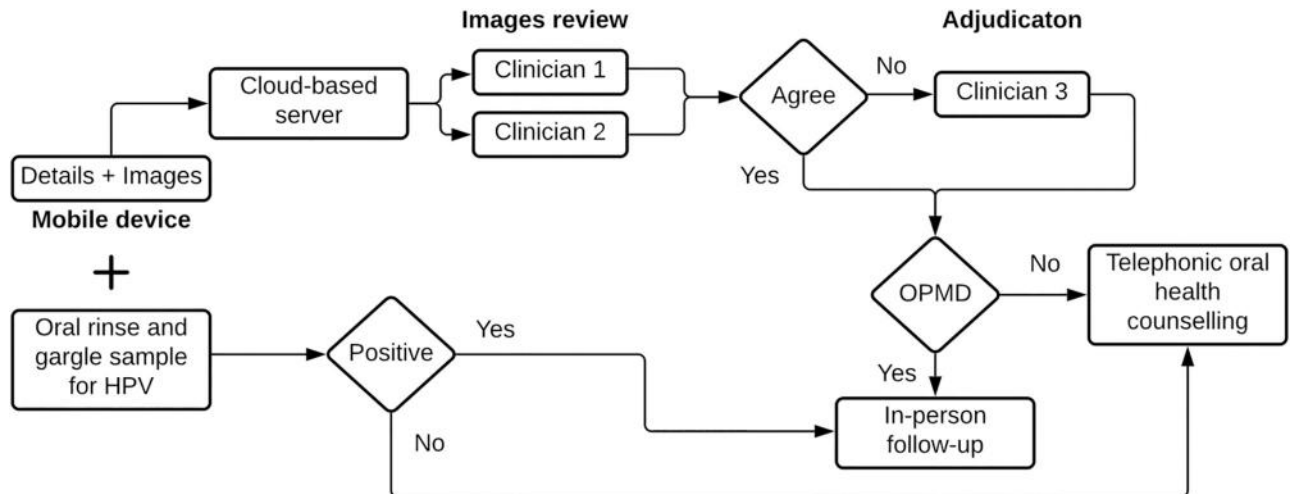 Images review
Adjudicaton
Cloud-based
server
Clinician 1
Clinician 2
Agree
No
Clinician 3
Yes
Details + Images
Mobile device
+
Oral rinse and
gargle sample
for HPV
Positive
Yes
No
OPMD
No
Yes
Telephonic oral
health
counselling
In-person
follow-up